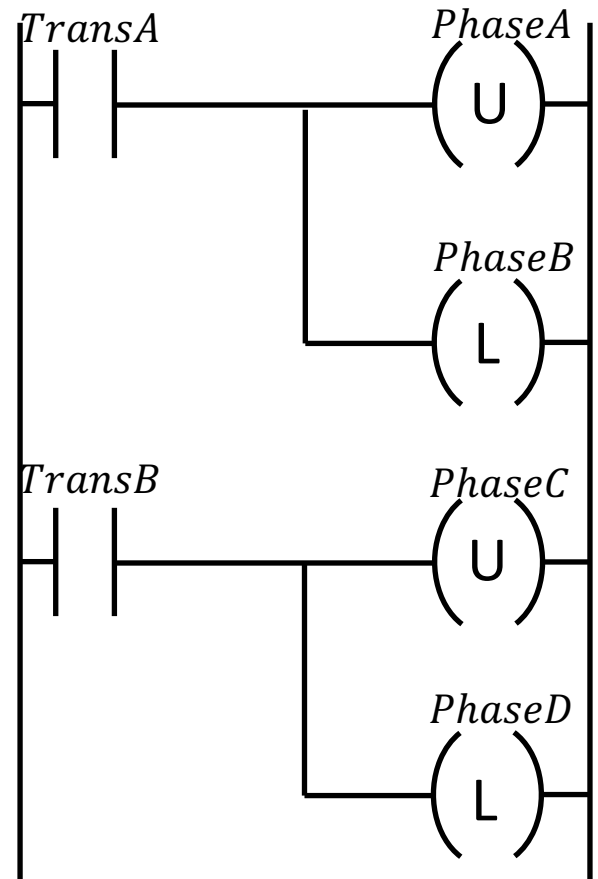 TransA PhaseA
U
PhaseB
L
TransB PhaseC
U
PhaseD
L